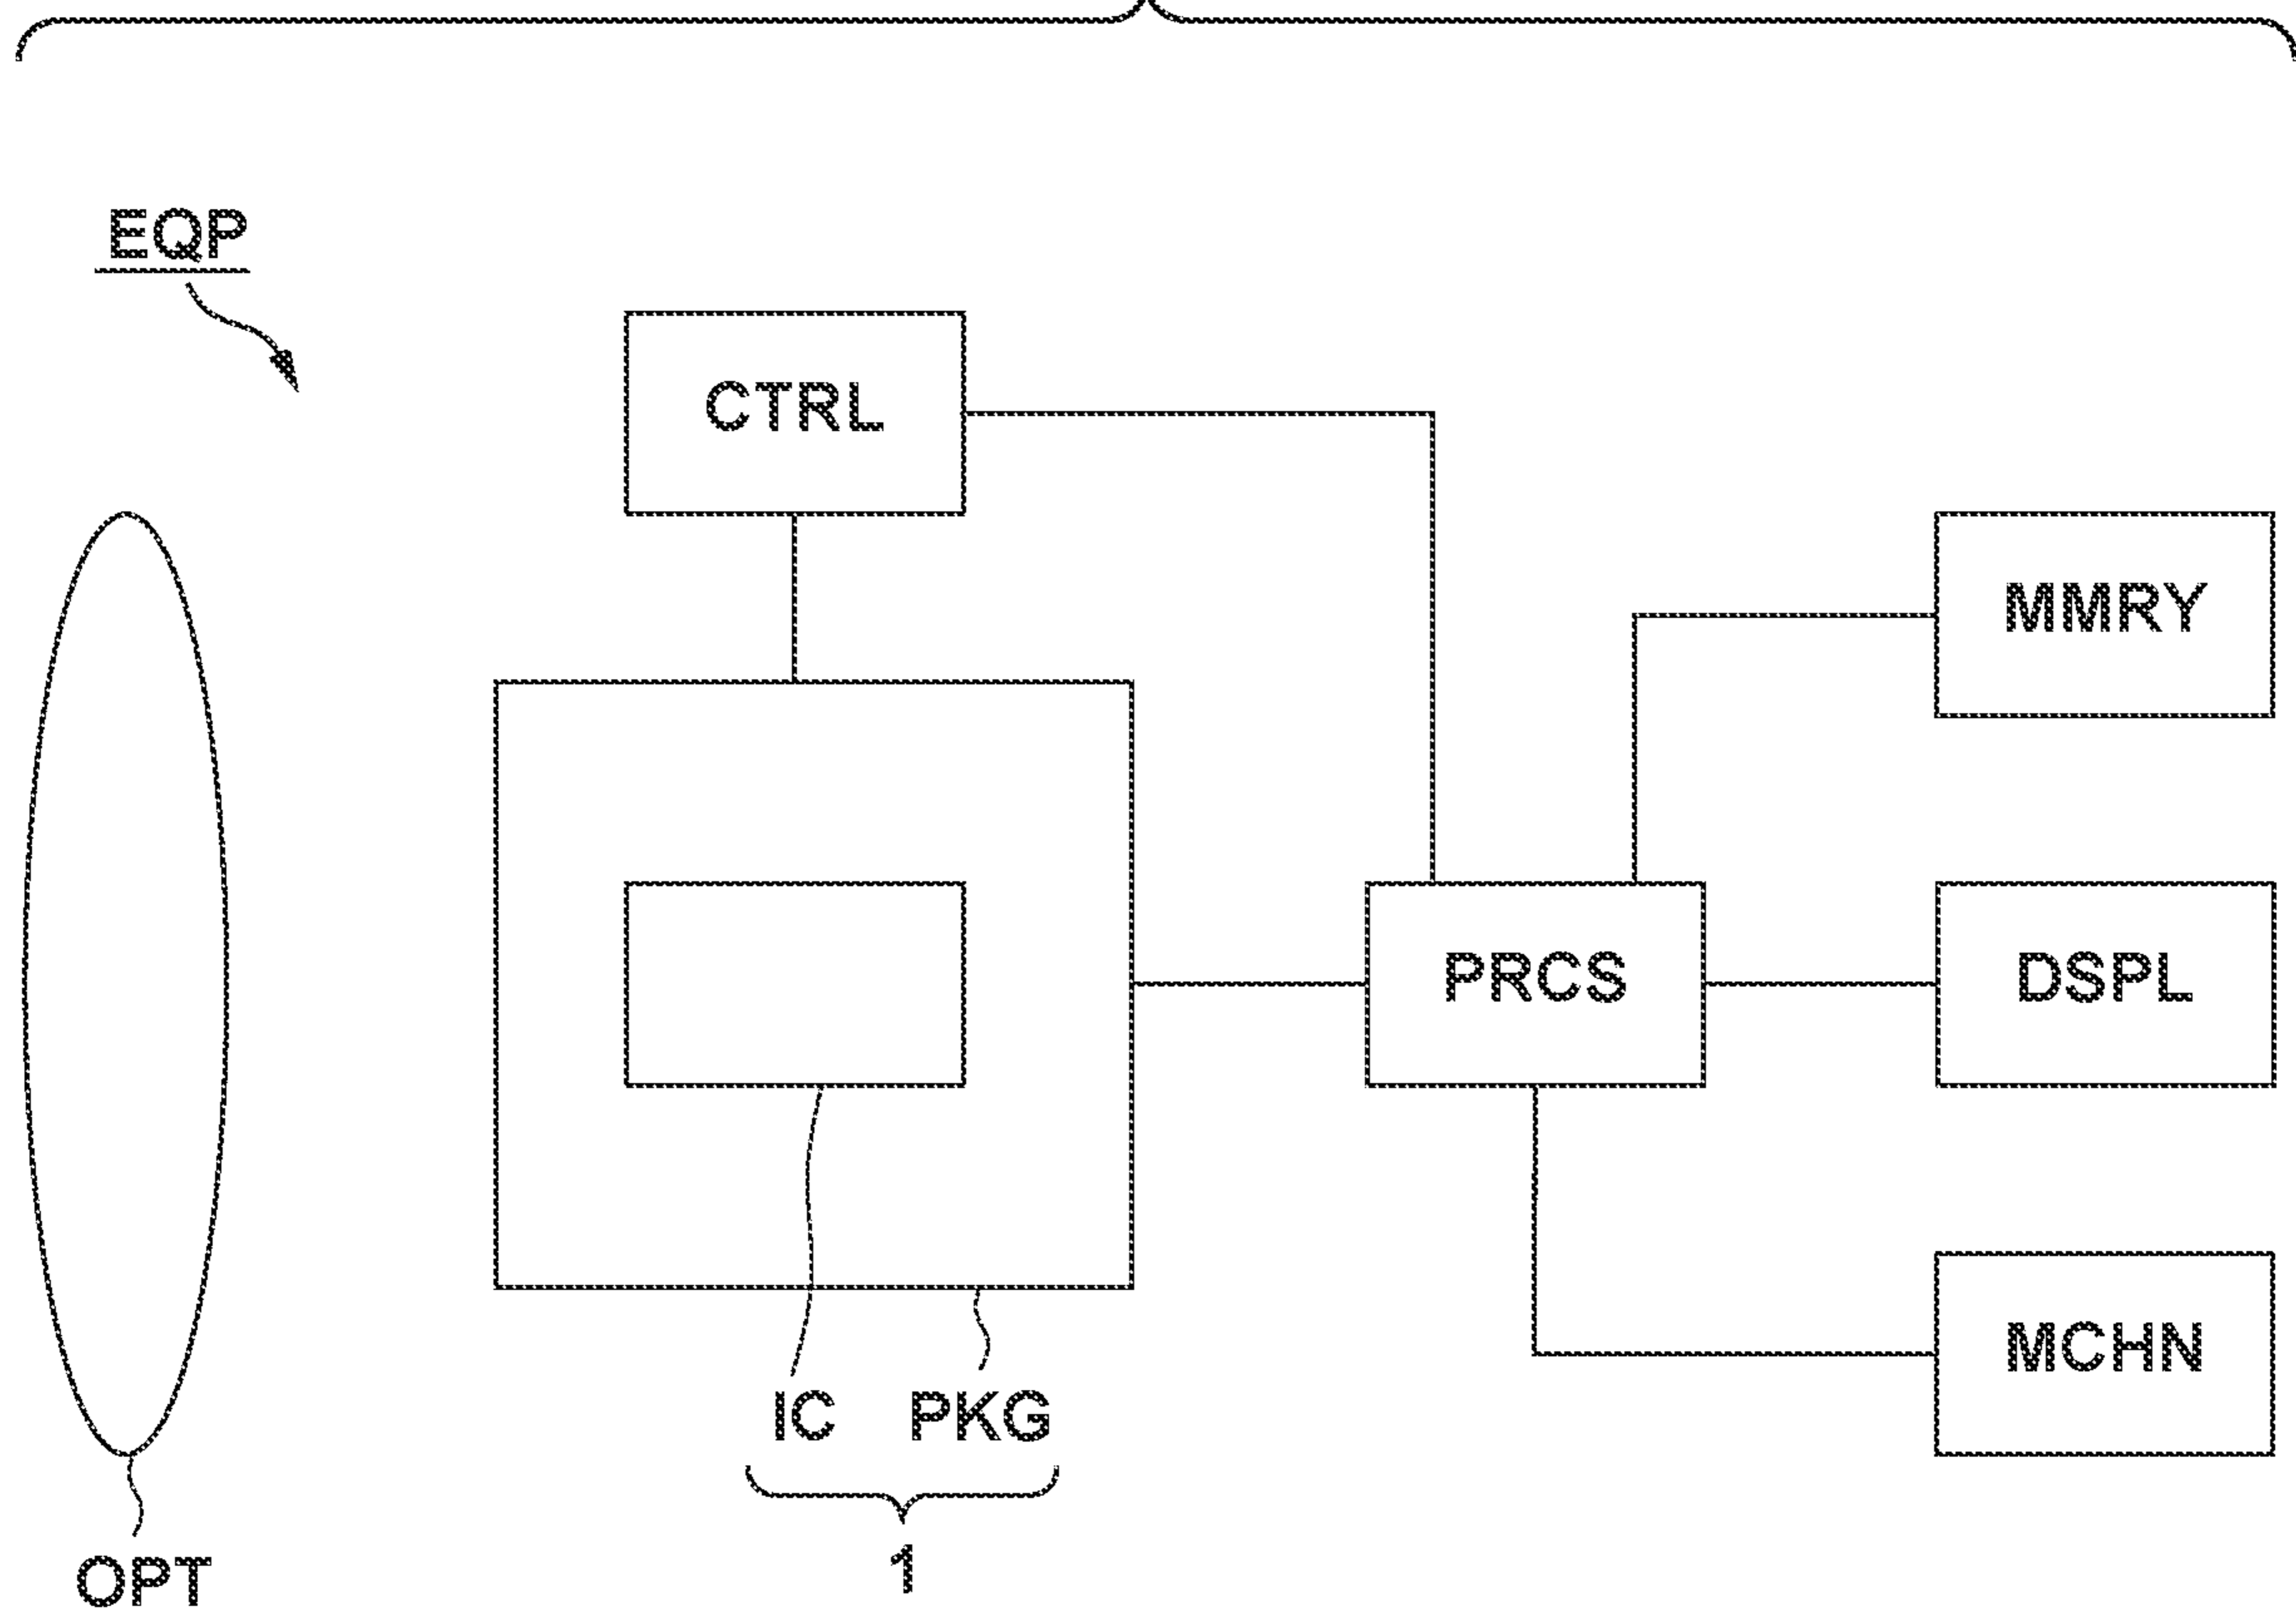 EQP
CTRL
MMRY
PRCS
DSPL
MCHN
IC PKG
1
OPT